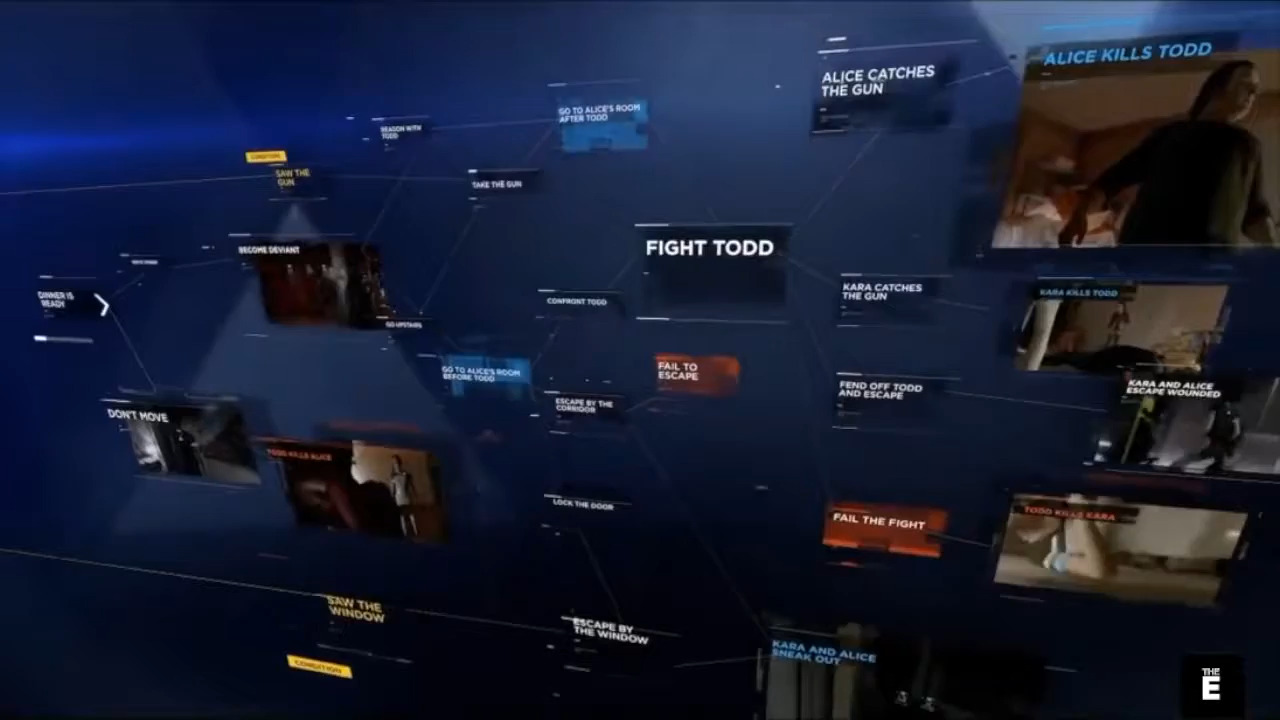 ALICE KILLS TODD
ALICE CATCHES
THE GUN
GO TO ALICE'S ROOM
AFTER TODD
REASON WITH
TODD
CONDITION
SAW THE
GUN
TAKE THE GUN
BECOME DEVIANT
FIGHT TODD
DINNER IS
READY
CONFRONT TODD
KARA CATCHES
THE GUN
KARA KILLS TODD
GO UPSTAIRS
GO TO ALICE'S ROOM
BEFORE TODD
FAIL TO
ESCAPE
FEND OFF TODD
AND ESCAPE
KARA AND ALICE
ESCAPE WOUNDED
ESCAPE BY THE
CORRIDOR
DON'T MOVE
TODD KILLS ALICE
LOCK THE DOOR
FAIL THE FIGHT
TODD KILLS KARA
SAW THE
WINDOW
CONDITION
ESCAPE BY
THE WINDOW
KARA AND ALICE
SNEAK OUT
THE
E